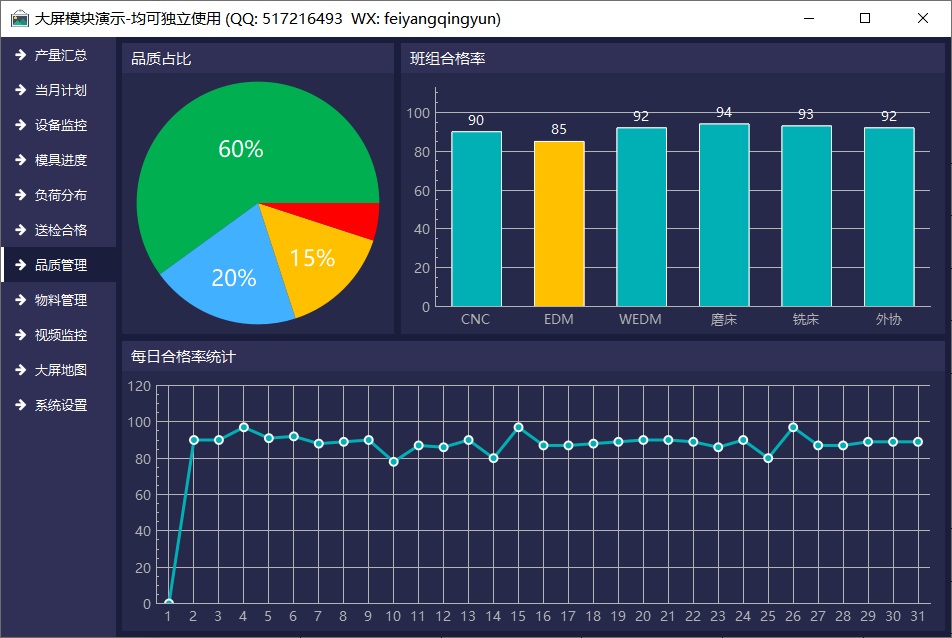 大屏模块演示-均可独立使用 (QQ: 517216493  WX: feiyangqingyun)
产量汇总
当月计划
设备监控
模具进度
负荷分布
送检合格
品质管理
物料管理
视频监控
大屏地图
系统设置
品质占比
60%
15%
20%
班组合格率
90 85 92 94 93 92
100
80
60
40
20
0
CNC EDM WEDM 磨床 铣床 外协
每日合格率统计
120
100
80
60
40
20
0
1 2 3 4 5 6 7 8 9 10 11 12 13 14 15 16 17 18 19 20 21 22 23 24 25 26 27 28 29 30 31